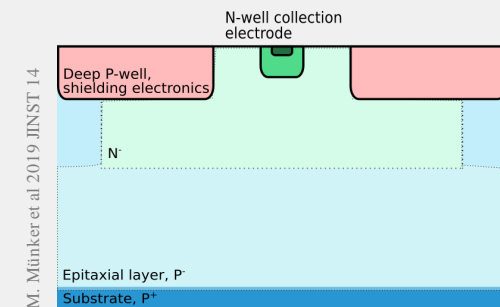 N-well collection
electrode
Deep P-well,
shielding electronics
N⁻
Epitaxial layer, P⁻
Substrate, P⁺
M. Münker et al 2019 JINST 14